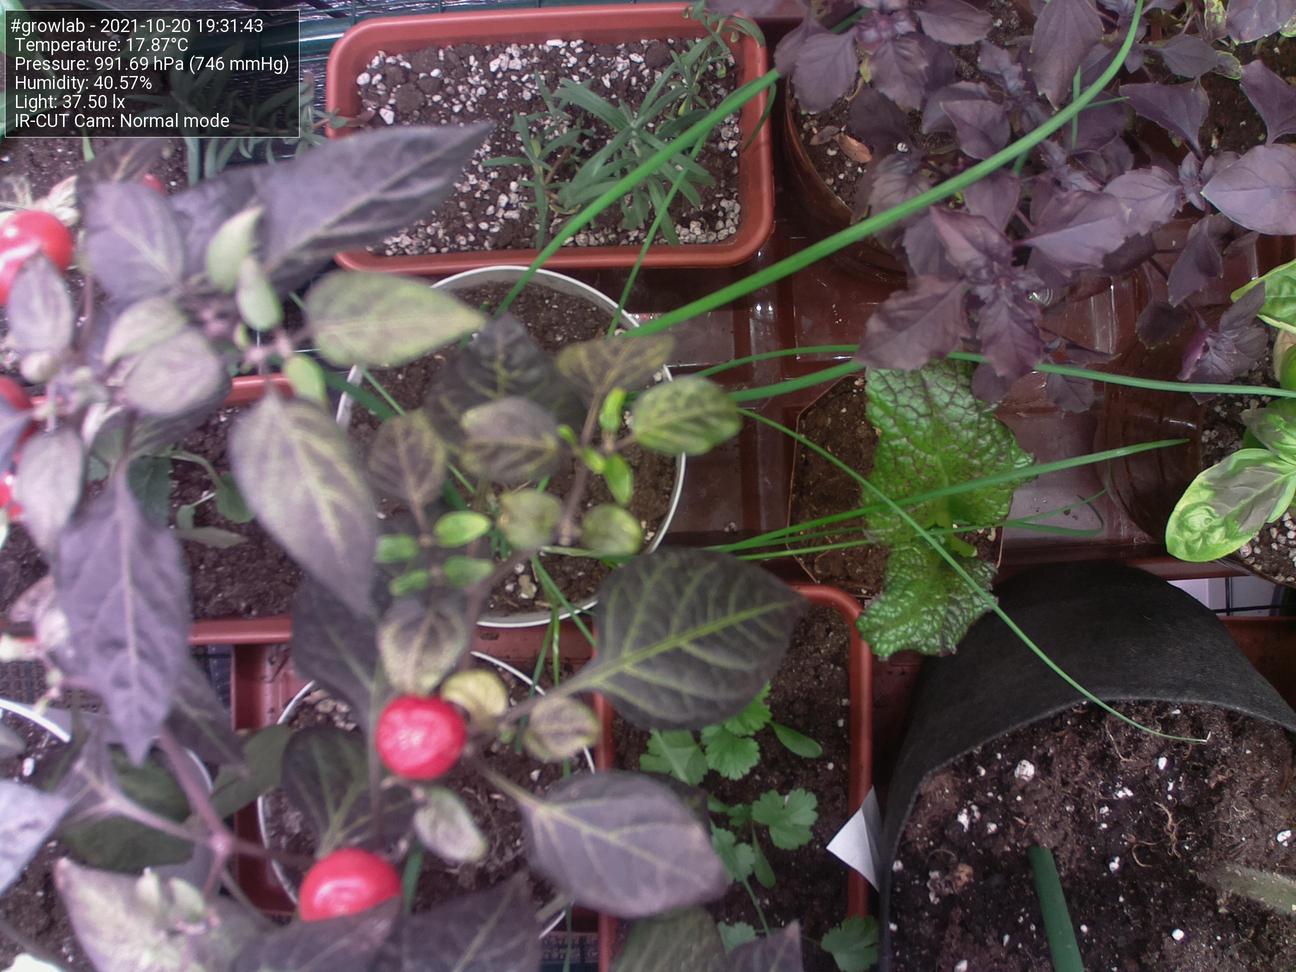 #growlab - 2021-10-20 19:31:43
Temperature: 17.87°C
Pressure: 991.69 hPa (746 mmHg)
Humidity: 40.57%
Light: 37.50 lx
IR-CUT Cam: Normal mode